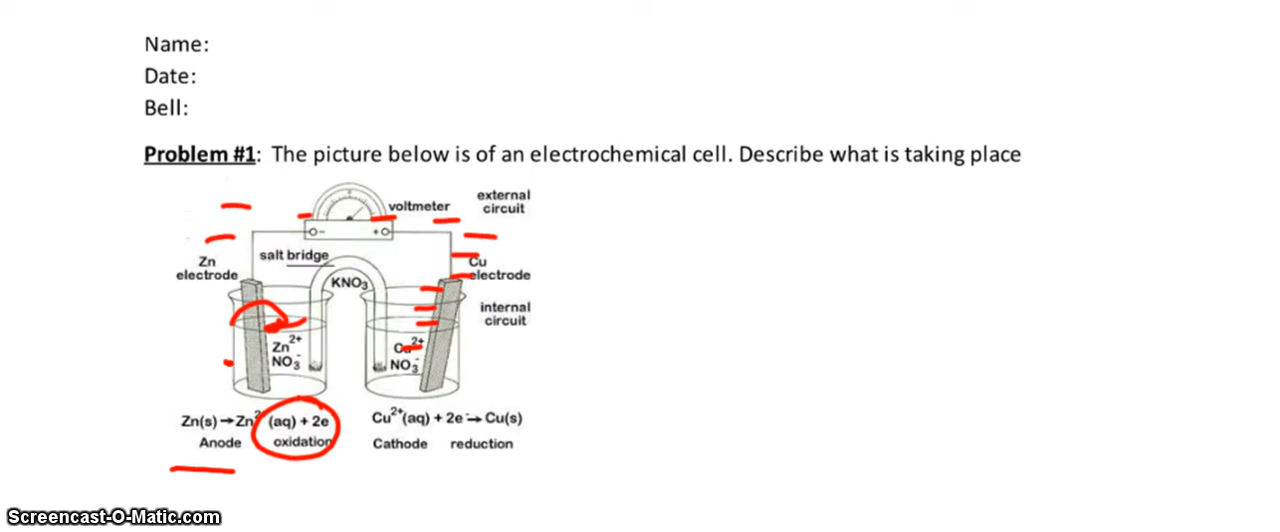 Name:
Date:
Bell:
Problem #1: The picture below is of an electrochemical cell. Describe what is taking place
external
circuit
voltmeter
O- +O
Zn
electrode
salt bridge
Cu
electrode
KNO3
internal
circuit
Zn2+
NO3-
Cu2+
NO3-
Zn(s)→Zn2 (aq) + 2e
Anode oxidation
Cu2+(aq) + 2e-→ Cu(s)
Cathode reduction
Screencast-O-Matic.com